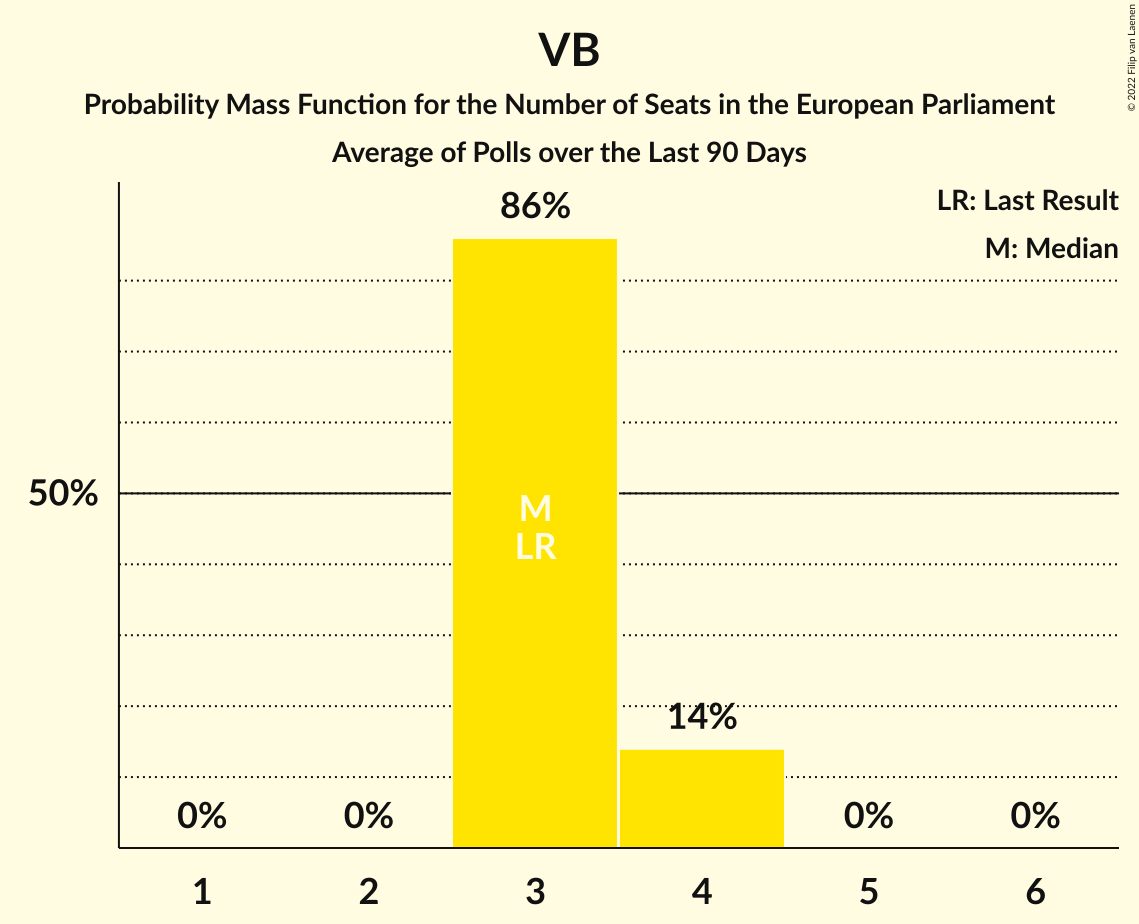 VB
Probability Mass Function for the Number of Seats in the European Parliament
Average of Polls over the Last 90 Days
© 2022 Filip van Laenen
LR: Last Result
M: Median
86%
50%
M
LR
14%
0% 0% 0% 0%
1 2 3 4 5 6